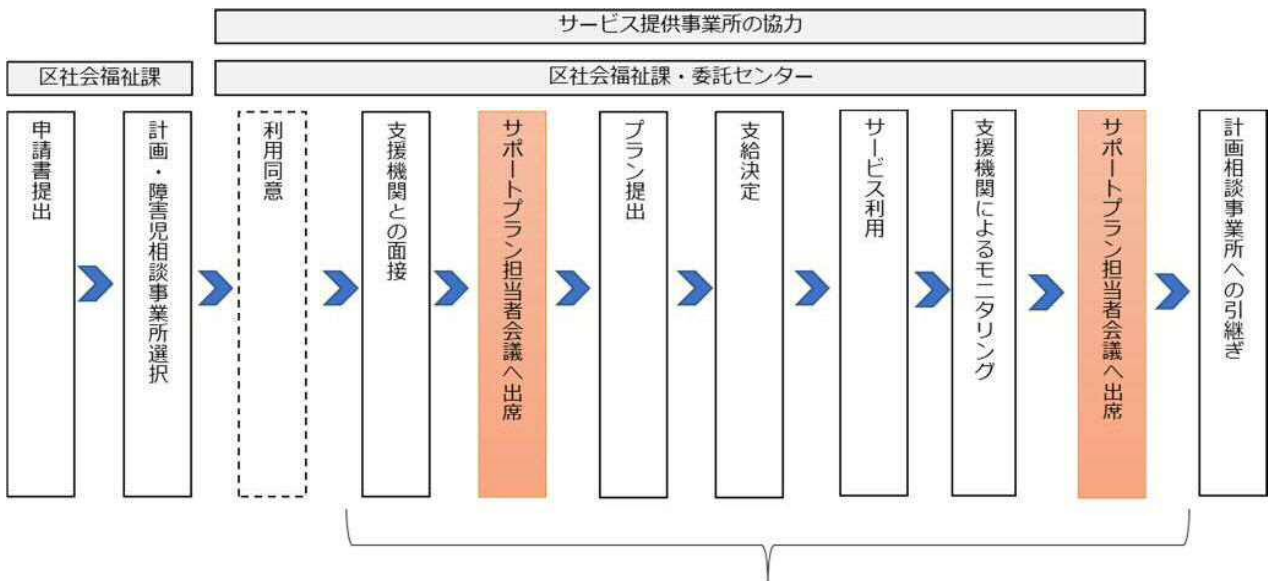 サービス提供事業所の協力
区社会福祉課
区社会福祉課・委託センター
申請書提出
計画・障害児相談事業所選択
利用同意
支援機関との面接
サポートプラン担当者会議へ出席
プラン提出
支給決定
サービス利用
支援機関によるモニタリング
サポートプラン担当者会議へ出席
計画相談事業所への引継ぎ